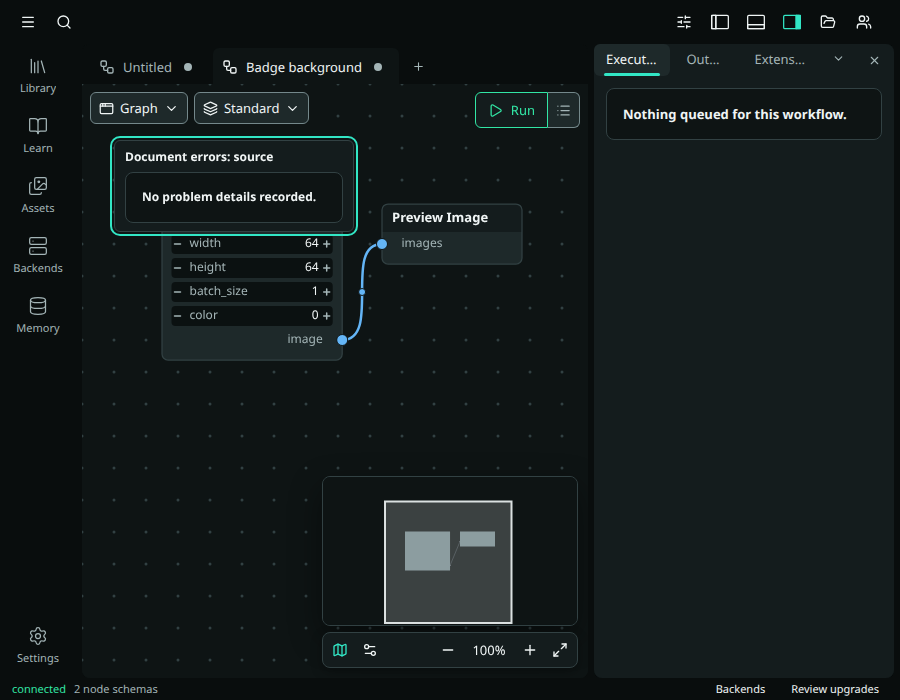 Untitled
Badge background
Execut...
Out...
Extens...
Library
Learn
Assets
Backends
Memory
Settings
Graph
Standard
Run
Nothing queued for this workflow.
Document errors: source
No problem details recorded.
width 64
height 64
batch_size 1
color 0
image
Preview Image
images
100%
connected 2 node schemas
Backends Review upgrades